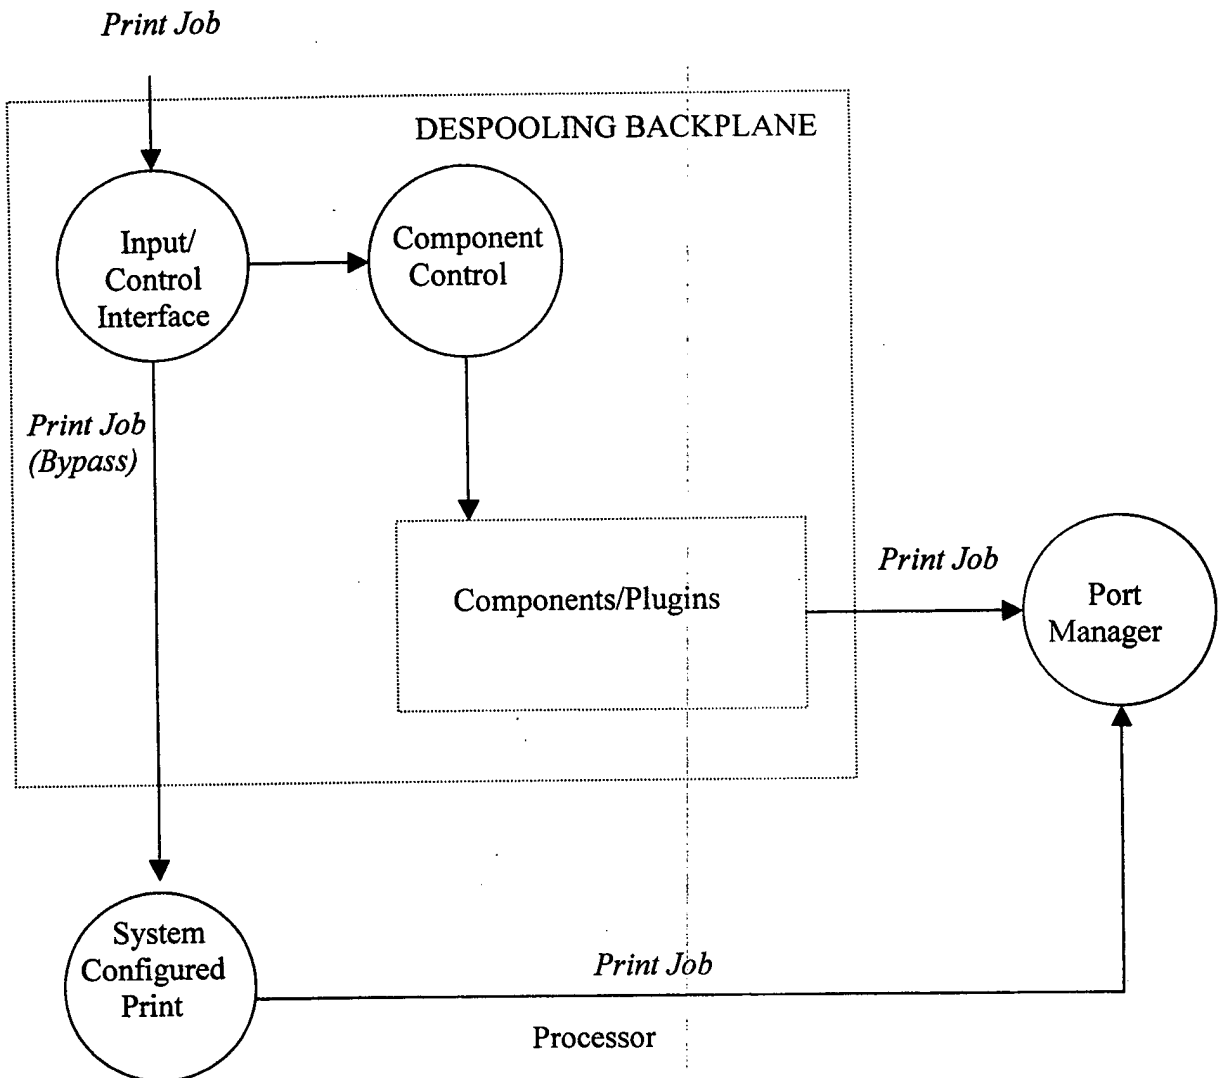 Print Job
DESPOOLING BACKPLANE
Input/
Control
Interface
Component
Control
Print Job
(Bypass)
Components/Plugins
Print Job
Port
Manager
System
Configured
Print
Print Job
Processor